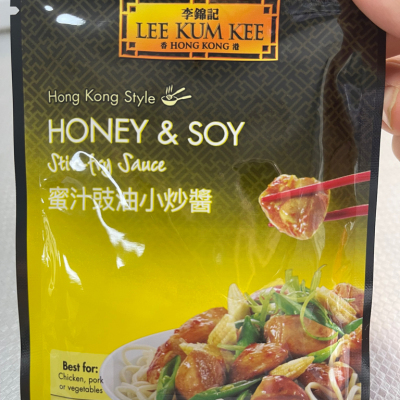 李錦記
LEE KUM KEE
香 HONG KONG 港
Hong Kong Style
HONEY & SOY
Stir-fry Sauce
蜜汁豉油小炒醬
Best for:
Chicken, pork
or vegetables